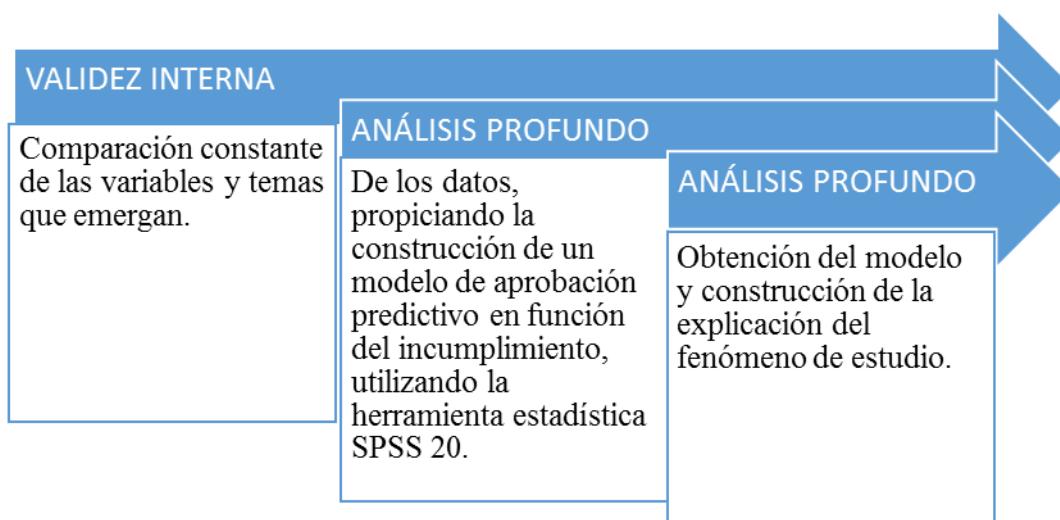 VALIDEZ INTERNA
Comparación constante
de las variables y temas
que emergan.
ANÁLISIS PROFUNDO
De los datos,
propiciando la
construcción de un
modelo de aprobación
predictivo en función
del incumplimiento,
utilizando la
herramienta estadística
SPSS 20.
ANÁLISIS PROFUNDO
Obtención del modelo
y construcción de la
explicación del
fenómeno de estudio.